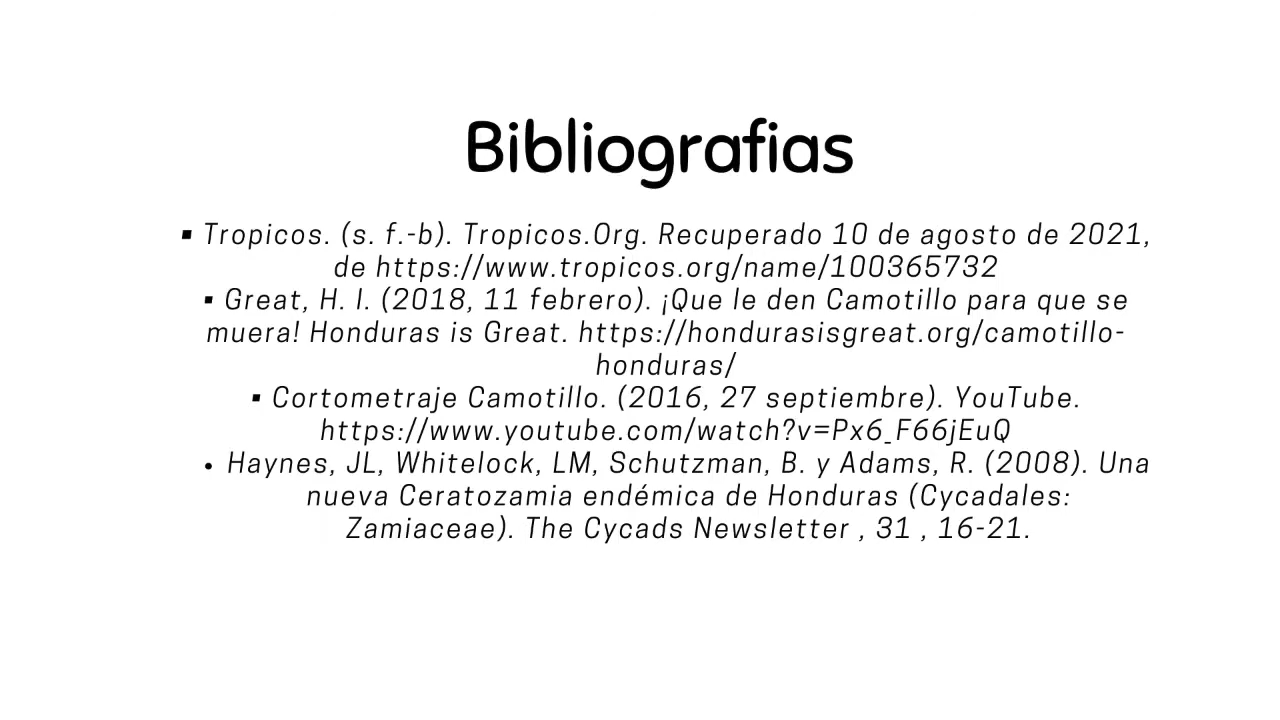 Bibliografias
▪ Tropicos. (s. f.-b). Tropicos.Org. Recuperado 10 de agosto de 2021,
de https://www.tropicos.org/name/100365732
▪ Great, H. I. (2018, 11 febrero). ¡Que le den Camotillo para que se
muera! Honduras is Great. https://hondurasisgreat.org/camotillo-
honduras/
▪ Cortometraje Camotillo. (2016, 27 septiembre). YouTube.
https://www.youtube.com/watch?v=Px6_F66jEuQ
• Haynes, JL, Whitelock, LM, Schutzman, B. y Adams, R. (2008). Una
nueva Ceratozamia endémica de Honduras (Cycadales:
Zamiaceae). The Cycads Newsletter , 31 , 16-21.